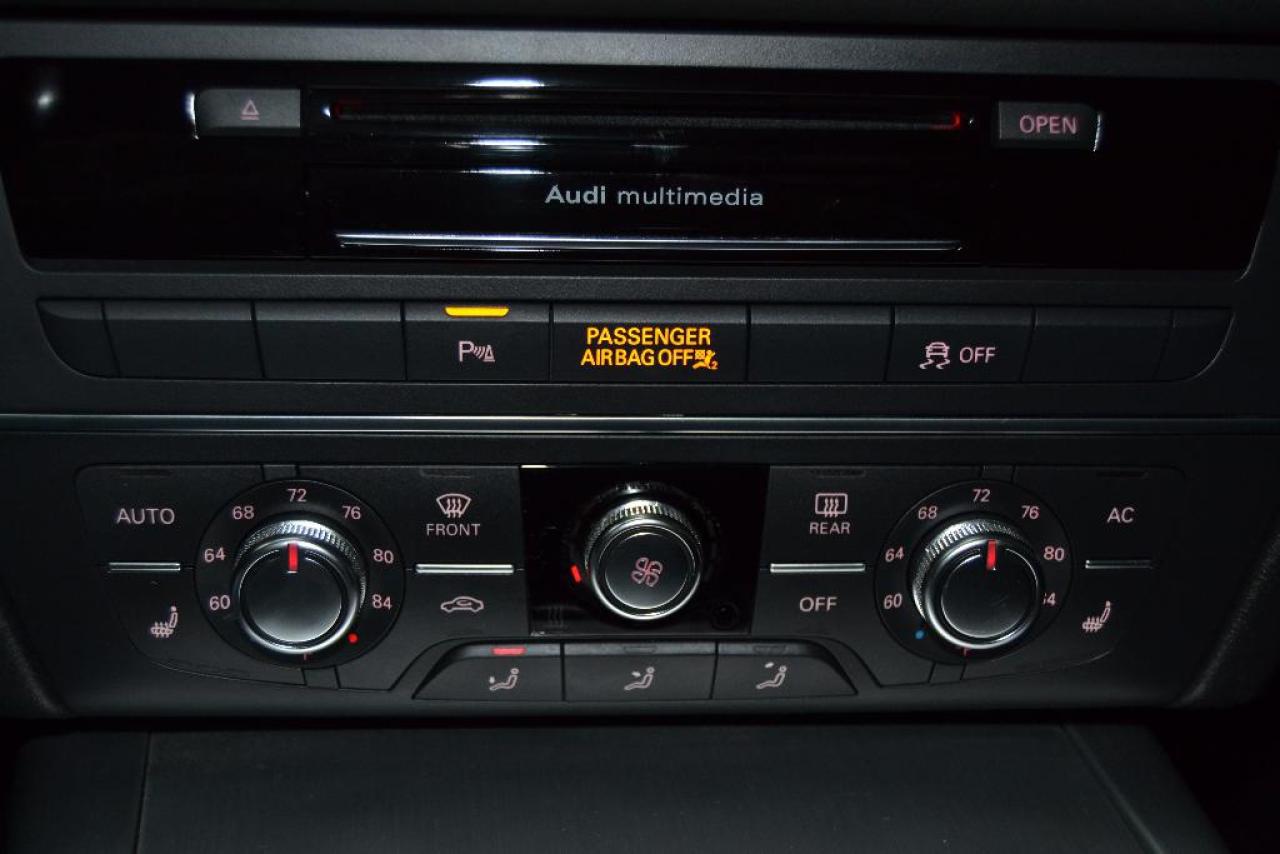 OPEN
Audi multimedia
P
PASSENGER
AIRBAG OFF 2
OFF
AUTO
60 64 68 72 76 80 84
FRONT
REAR
OFF
60 64 68 72 76 80
AC